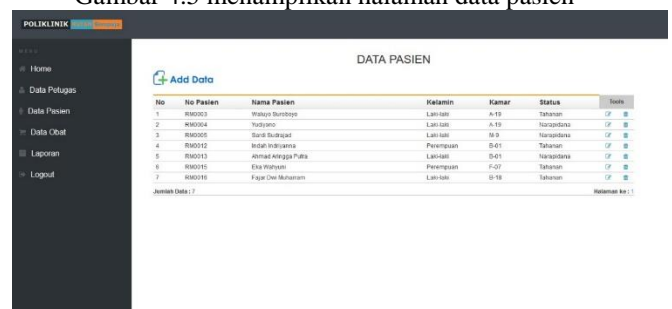 Gambar 4.3 menampilkan halaman data pasien
POLIKLINIK
Home
Data Petugas
Data Pasien
Data Obat
Laporan
Logout
DATA PASIEN
Add Data
No No Pasien Nama Pasien Kelamin Kamar Status Tools
1 RM0003 Waluyo Suroboyo Laki-laki A-19 Tahanan
2 RM0004 Yudiyono Laki-laki A-19 Narapidana
3 RM0005 Sardi Sudrajad Laki-laki M-9 Narapidana
4 RM0012 Indah Indriyanna Perempuan B-01 Tahanan
5 RM0013 Ahmad Aringga Putra Laki-laki B-01 Narapidana
6 RM0015 Eka Wahyuni Perempuan F-07 Tahanan
7 RM0016 Fajar Dwi Muharram Laki-laki B-18 Tahanan
Jumlah Data : 7 Halaman ke : 1